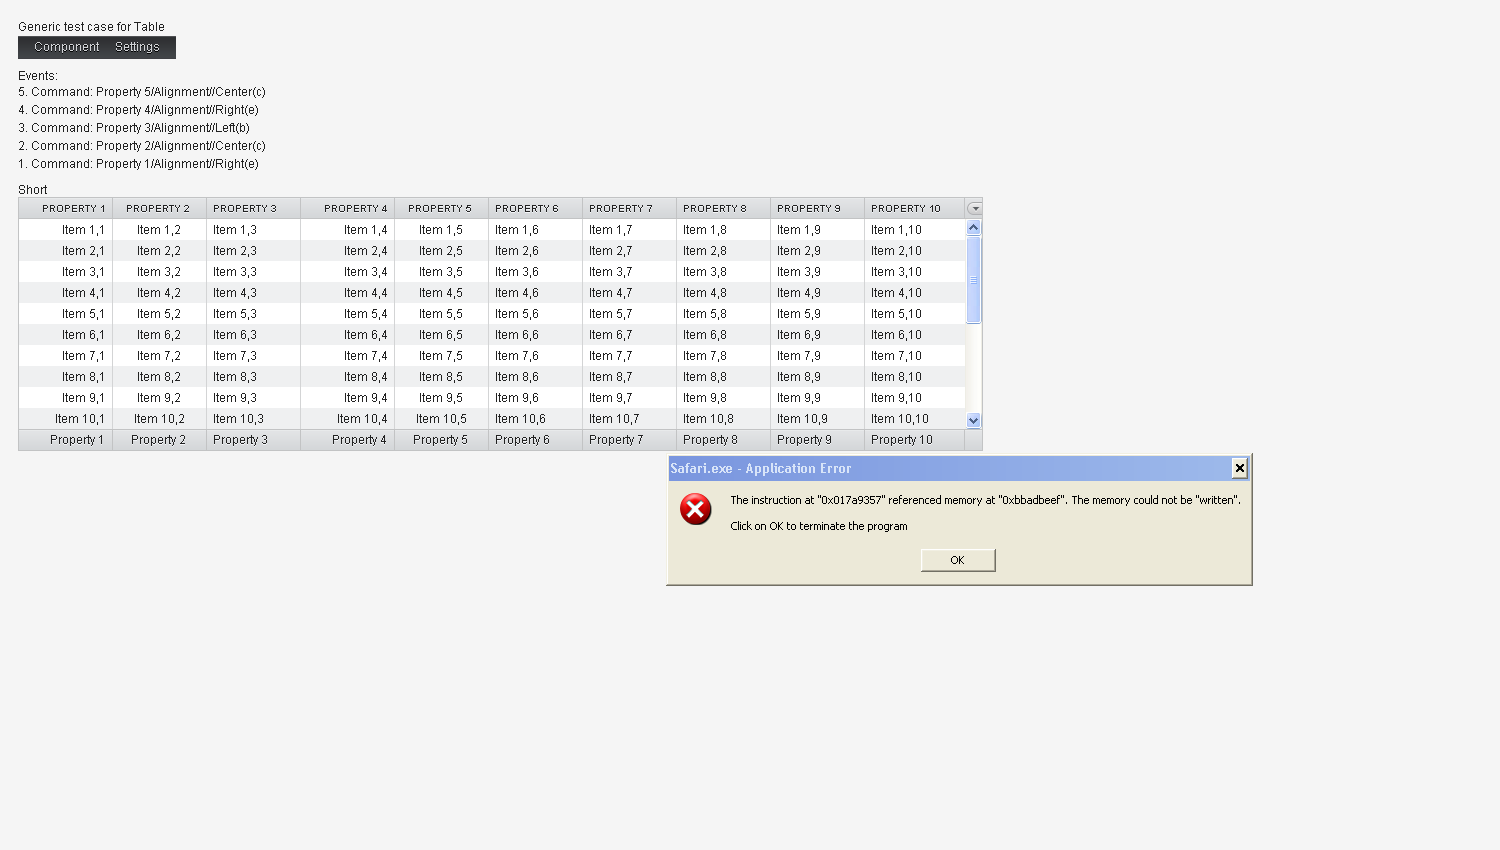 Generic test case for Table
Component Settings
Events:
5. Command: Property 5/Alignment//Center(c)
4. Command: Property 4/Alignment//Right(e)
3. Command: Property 3/Alignment//Left(b)
2. Command: Property 2/Alignment//Center(c)
1. Command: Property 1/Alignment//Right(e)
Short
PROPERTY 1 PROPERTY 2 PROPERTY 3 PROPERTY 4 PROPERTY 5 PROPERTY 6 PROPERTY 7 PROPERTY 8 PROPERTY 9 PROPERTY 10
Item 1,1 Item 1,2 Item 1,3 Item 1,4 Item 1,5 Item 1,6 Item 1,7 Item 1,8 Item 1,9 Item 1,10
Item 2,1 Item 2,2 Item 2,3 Item 2,4 Item 2,5 Item 2,6 Item 2,7 Item 2,8 Item 2,9 Item 2,10
Item 3,1 Item 3,2 Item 3,3 Item 3,4 Item 3,5 Item 3,6 Item 3,7 Item 3,8 Item 3,9 Item 3,10
Item 4,1 Item 4,2 Item 4,3 Item 4,4 Item 4,5 Item 4,6 Item 4,7 Item 4,8 Item 4,9 Item 4,10
Item 5,1 Item 5,2 Item 5,3 Item 5,4 Item 5,5 Item 5,6 Item 5,7 Item 5,8 Item 5,9 Item 5,10
Item 6,1 Item 6,2 Item 6,3 Item 6,4 Item 6,5 Item 6,6 Item 6,7 Item 6,8 Item 6,9 Item 6,10
Item 7,1 Item 7,2 Item 7,3 Item 7,4 Item 7,5 Item 7,6 Item 7,7 Item 7,8 Item 7,9 Item 7,10
Item 8,1 Item 8,2 Item 8,3 Item 8,4 Item 8,5 Item 8,6 Item 8,7 Item 8,8 Item 8,9 Item 8,10
Item 9,1 Item 9,2 Item 9,3 Item 9,4 Item 9,5 Item 9,6 Item 9,7 Item 9,8 Item 9,9 Item 9,10
Item 10,1 Item 10,2 Item 10,3 Item 10,4 Item 10,5 Item 10,6 Item 10,7 Item 10,8 Item 10,9 Item 10,10
Property 1 Property 2 Property 3 Property 4 Property 5 Property 6 Property 7 Property 8 Property 9 Property 10
Safari.exe - Application Error
The instruction at "0x017a9357" referenced memory at "0xbbadbeef". The memory could not be "written".
Click on OK to terminate the program
OK